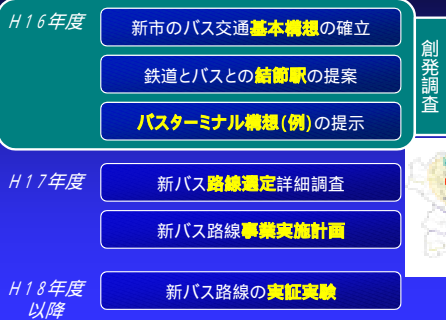 H16年度
新市のバス交通基本構想の確立
鉄道とバスとの結節駅の提案
バスターミナル構想(例)の提示
創発調査
H17年度
新バス路線選定詳細調査
新バス路線事業実施計画
H18年度
以降
新バス路線の実証実験